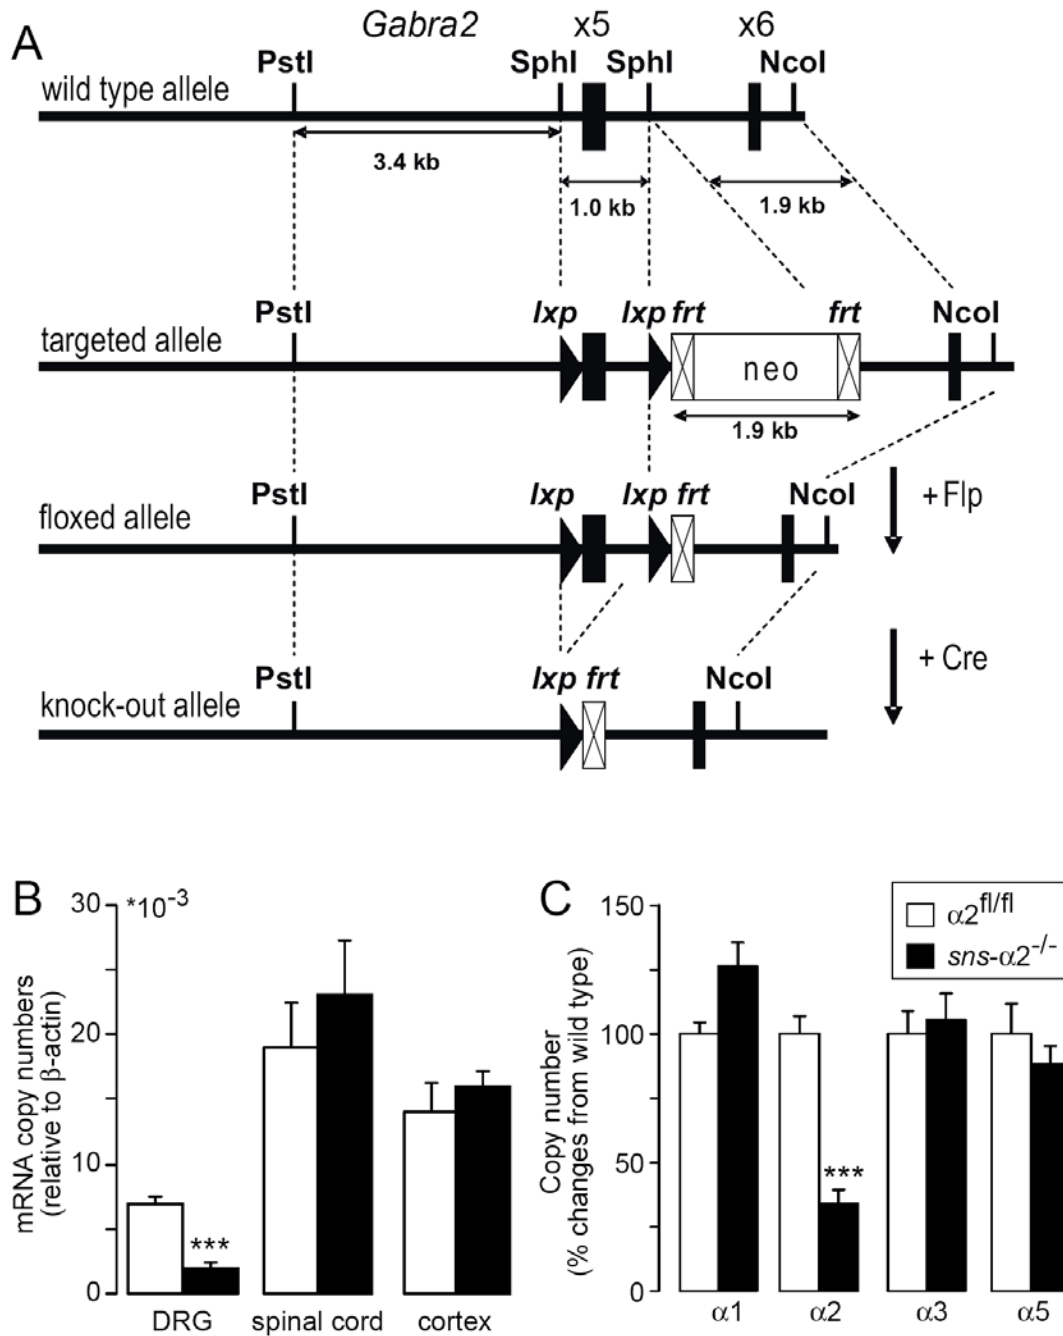 A
Gabra2 x5 x6
PstI SphI SphI NcoI
wild type allele
3.4 kb
1.0 kb 1.9 kb
PstI lxp lxp frt frt NcoI
targeted allele
neo
1.9 kb
PstI lxp lxp frt NcoI
floxed allele
+ Flp
+ Cre
PstI lxp frt NcoI
knock-out allele
B
*10-3
mRNA copy numbers
(relative to β-actin)
30
20
10
0
***
DRG spinal cord cortex
C
α2fl/fl
sns-α2-/-
Copy number
(% changes from wild type)
150
100
50
0
***
α1 α2 α3 α5